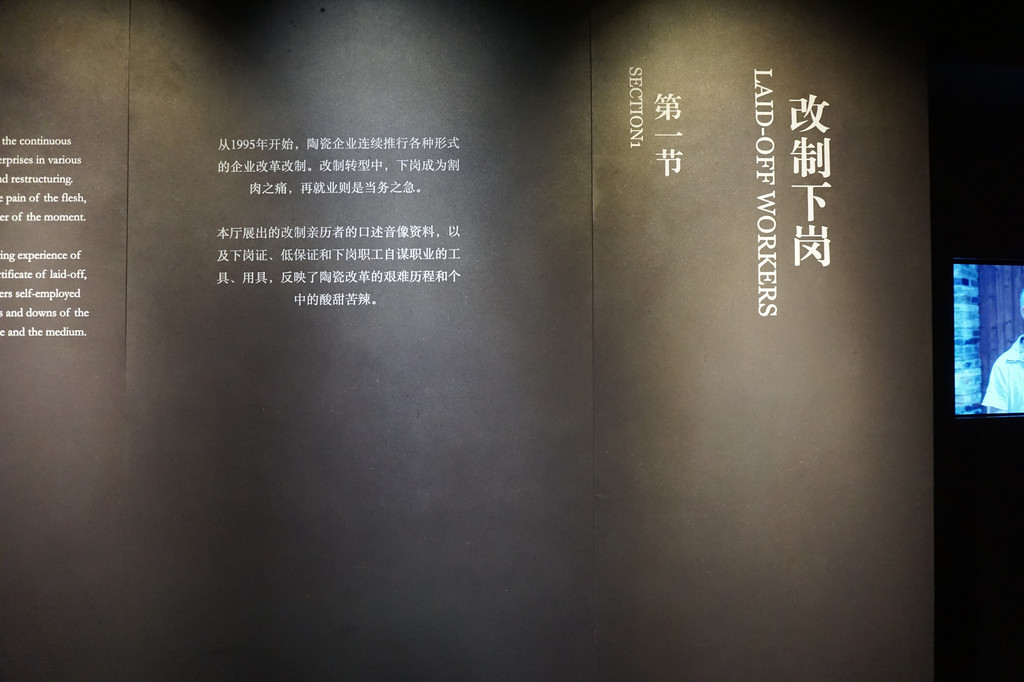 改制下岗
LAID-OFF WORKERS
第一节
SECTION1
从1995年开始，陶瓷企业连续推行各种形式
的企业改革改制。改制转型中，下岗成为割
肉之痛，再就业则是当务之急。
本厅展出的改制亲历者的口述音像资料，以
及下岗证、低保证和下岗职工自谋职业的工
具、用具，反映了陶瓷改革的艰难历程和个
中的酸甜苦辣。
the continuous
erprises in various
nd restructuring.
e pain of the flesh,
er of the moment.
ing experience of
rtificate of laid-off,
ers self-employed
s and downs of the
e and the medium.